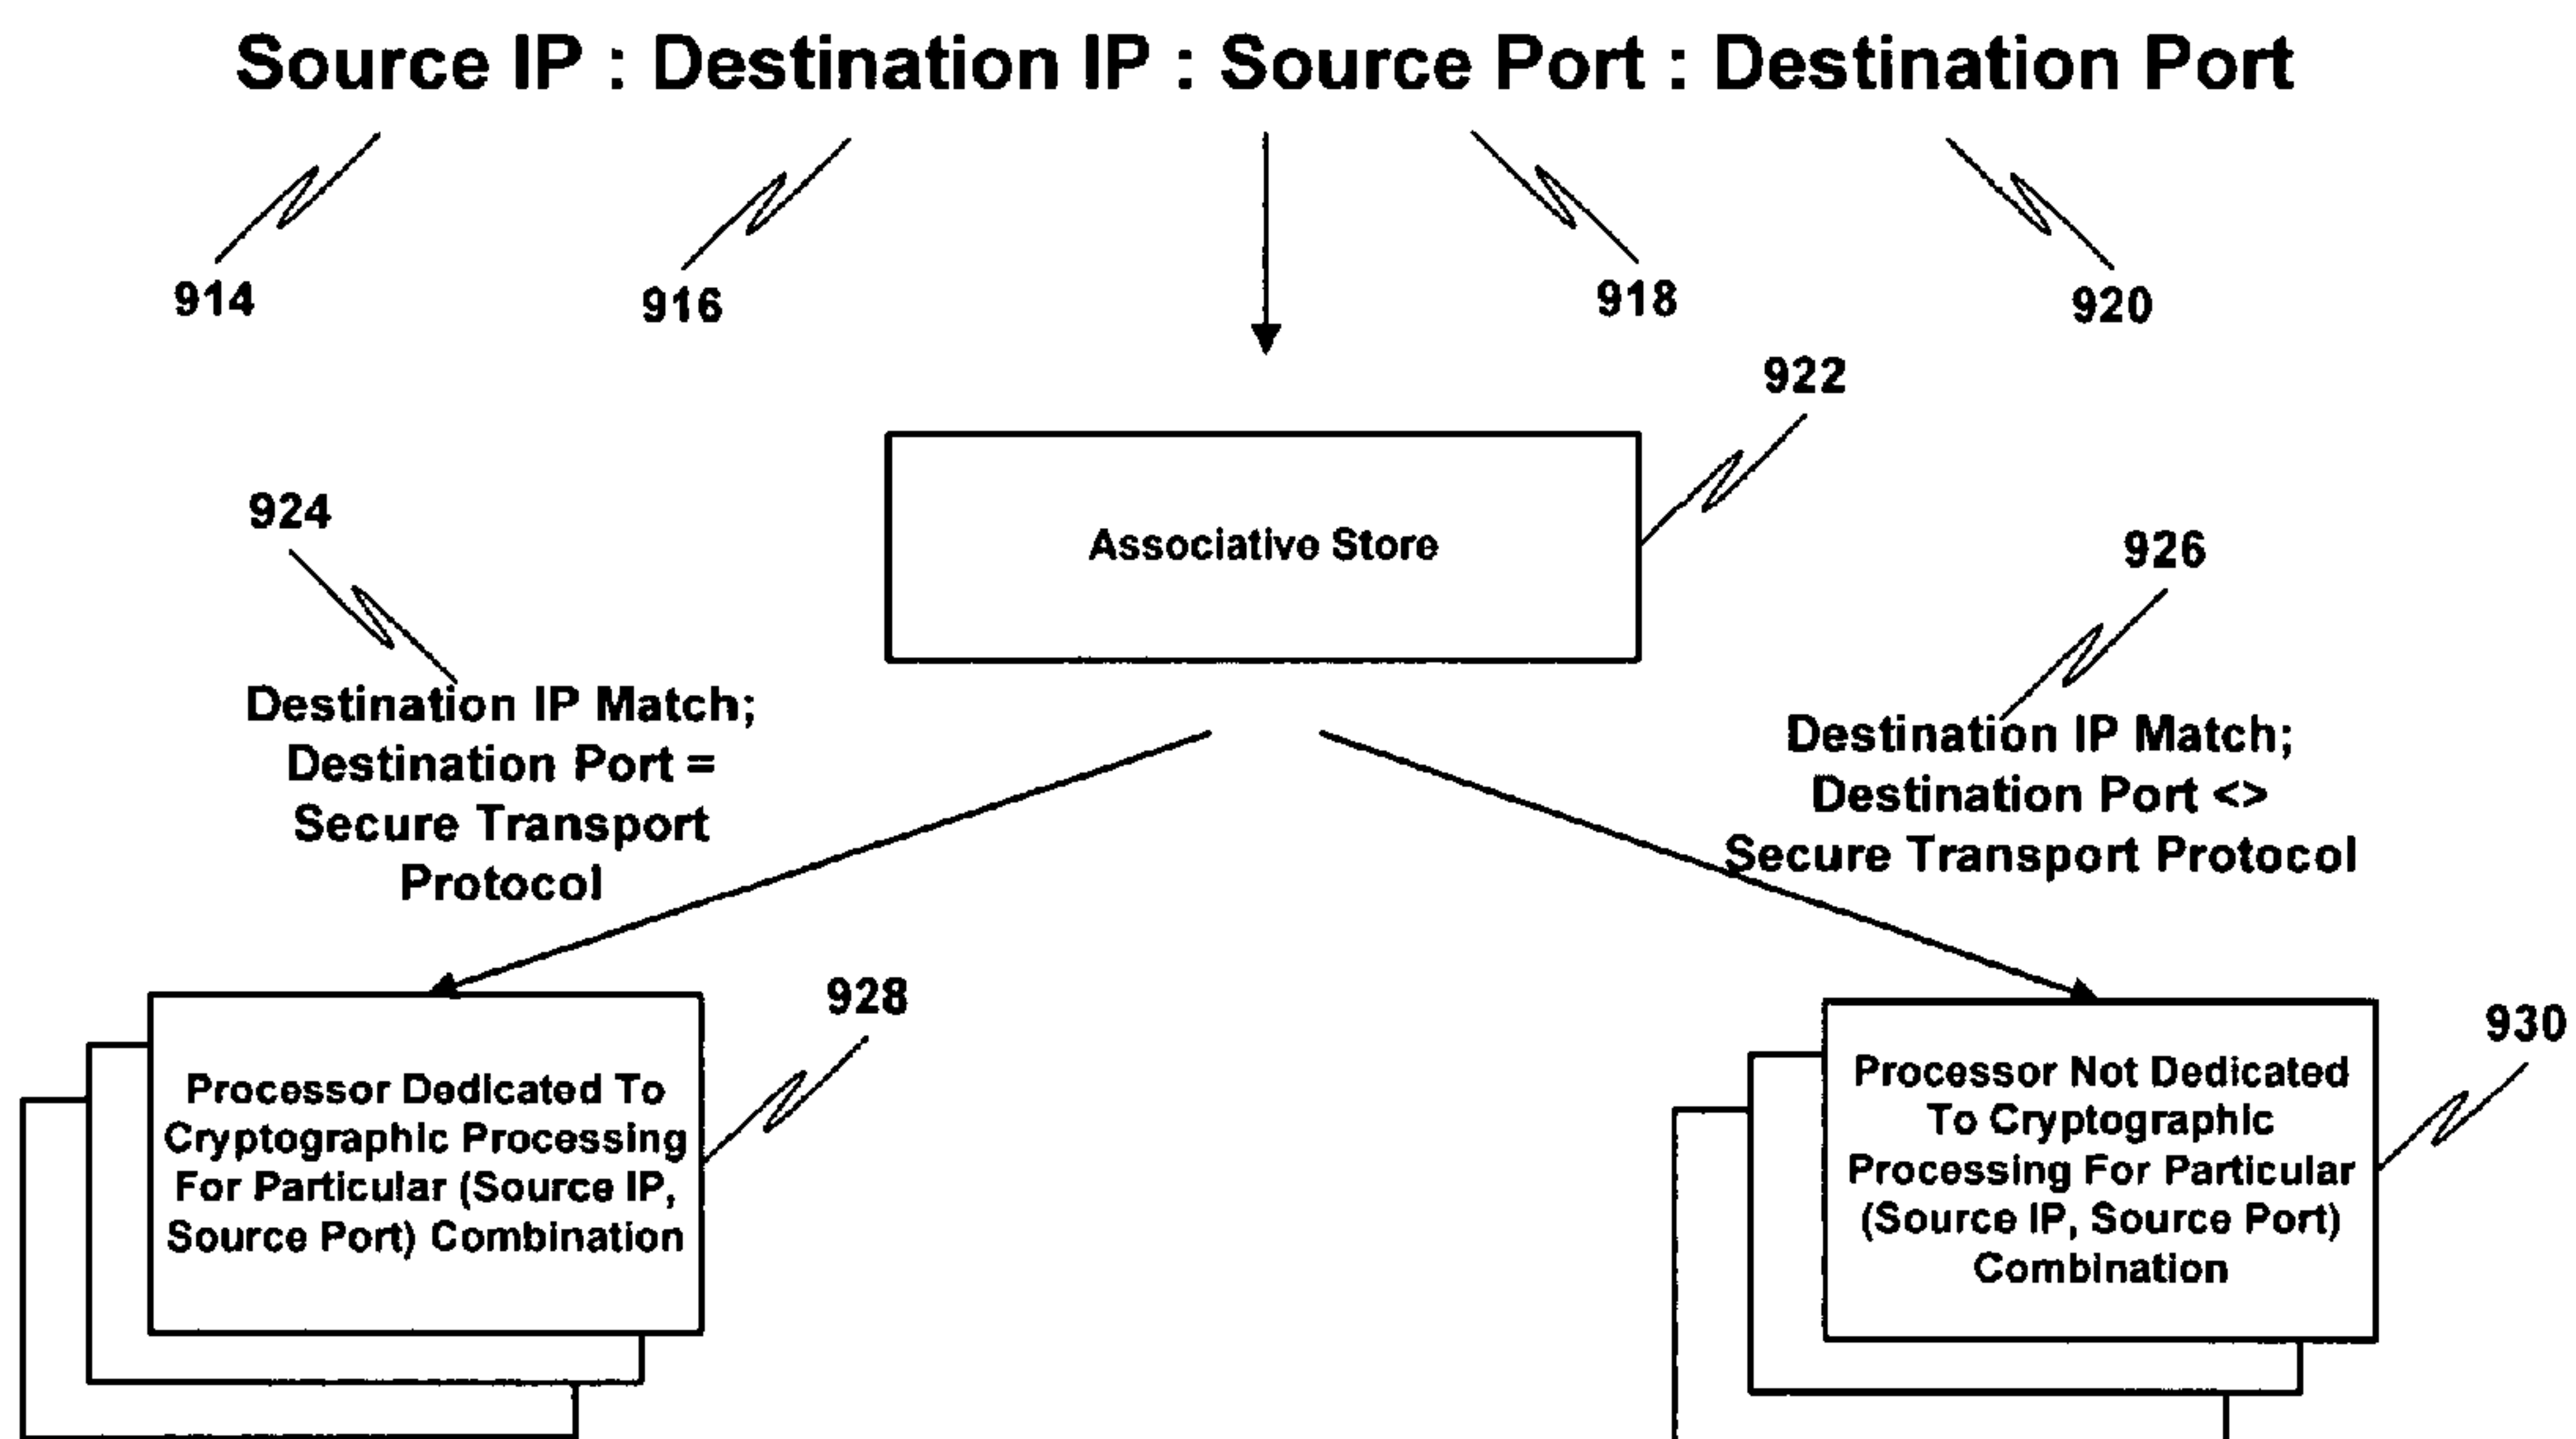 Source IP : Destination IP : Source Port : Destination Port
914
916
918
920
922
Associative Store
924
Destination IP Match;
Destination Port =
Secure Transport
Protocol
926
Destination IP Match;
Destination Port <>
Secure Transport Protocol
928
Processor Dedicated To
Cryptographic Processing
For Particular (Source IP,
Source Port) Combination
930
Processor Not Dedicated
To Cryptographic
Processing For Particular
(Source IP, Source Port)
Combination